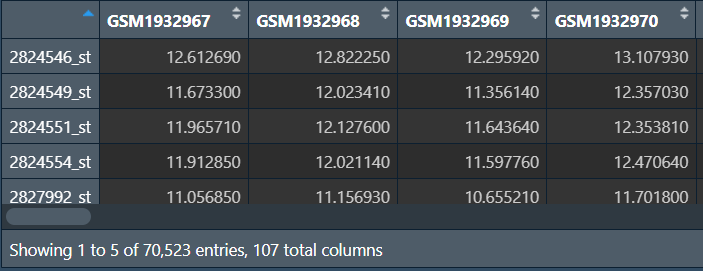 GSM1932967 GSM1932968 GSM1932969 GSM1932970
2824546_st 12.612690 12.822250 12.295920 13.107930
2824549_st 11.673300 12.023410 11.356140 12.357030
2824551_st 11.965710 12.127600 11.643640 12.353810
2824554_st 11.912850 12.021140 11.597760 12.470640
2827992_st 11.056850 11.156930 10.655210 11.701800
Showing 1 to 5 of 70,523 entries, 107 total columns